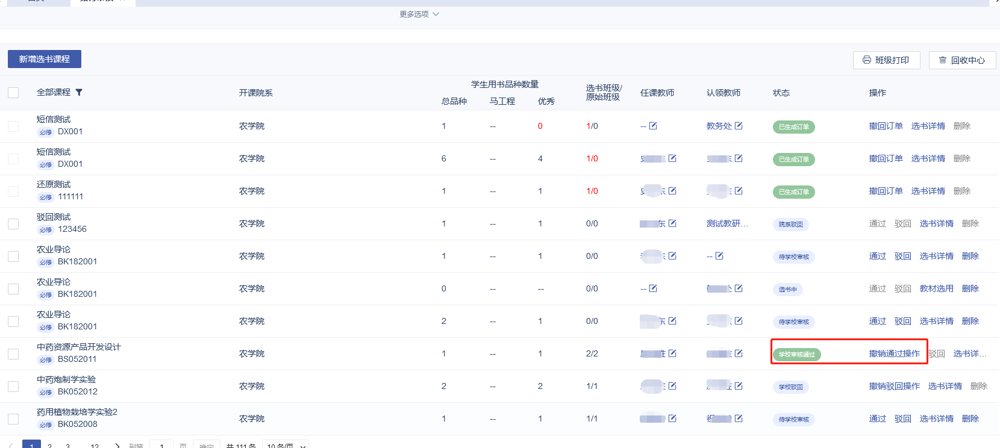 更多选项
新增选书课程
班级打印
回收中心
全部课程 开课院系 学生用书品种数量 选书班级/ 任课教师 认领教师 状态 操作
总品种 马工程 优秀 原始班级
短信测试
必修 DX001 农学院 1 -- 0 1/0 -- 教务处 已生成订单 撤回订单 选书详情 删除
短信测试
必修 DX001 农学院 6 -- 4 1/0 已生成订单 撤回订单 选书详情 删除
还原测试
必修 111111 农学院 1 -- 1 1/0 东 已生成订单 撤回订单 选书详情 删除
驳回测试
必修 123456 农学院 1 -- 1 0/0 东 测试教研... 院系驳回 通过 驳回 选书详情 删除
农业导论
必修 BK182001 农学院 1 -- 1 0/0 -- 待学校审核 通过 驳回 选书详情 删除
农业导论
必修 BK182001 农学院 0 -- -- 0/0 -- 处 选书中 通过 驳回 教材选用 删除
农业导论
必修 BK182001 农学院 2 -- 1 0/0 待学校审核 通过 驳回 选书详情 删除
中药资源产品开发设计
必修 BS052011 农学院 1 -- 1 2/2 学校审核通过 撤销通过操作 驳回 选书详...
中药炮制学实验
必修 BK052012 农学院 2 -- 2 1/1 学校驳回 撤销驳回操作 选书详情 删除
药用植物栽培学实验2
必修 BK052008 农学院 1 -- 1 1/1 待学校审核 通过 驳回 选书详情 删除
1 2 3 12 到第 1 页 确定 共 111 条 10 条/页